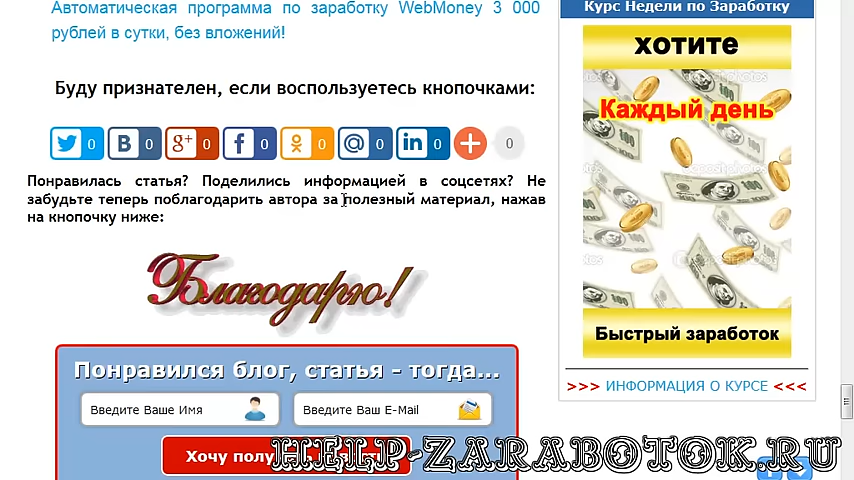 Автоматическая программа по заработку WebMoney 3 000
рублей в сутки, без вложений!
Буду признателен, если воспользуетесь кнопочками:
0 В 0 g+ 0 f 0 0 @ 0 in 0 + 0
Понравилась статья? Поделились информацией в соцсетях? Не
забудьте теперь поблагодарить автора за полезный материал, нажав
на кнопочку ниже:
Благодарю!
Понравился блог, статья - тогда...
Введите Ваше Имя
Введите Ваш E-Mail
Хочу
Курс Недели по Заработку
хотите
Каждый день
Быстрый заработок
>>> ИНФОРМАЦИЯ О КУРСЕ <<<
HELP-ZARABOTOK.RU